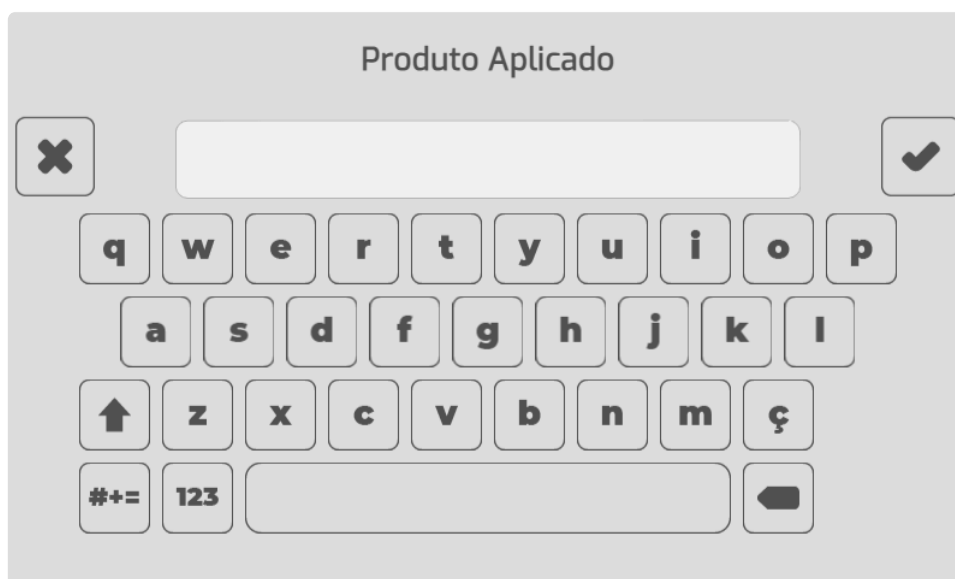 Produto Aplicado
q w e r t y u i o p
a s d f g h j k l
z x c v b n m ç
#+= 123